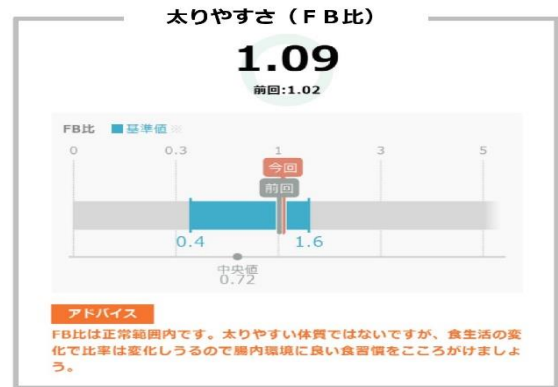 太りやすさ（ＦＢ比）
1.09
前回:1.02
FB比 基準値
0 0.3 1 3 5
今回
前回
0.4 1.6
中央値
0.72
アドバイス
FB比は正常範囲内です。太りやすい体質ではないですが、食生活の変
化で比率は変化しうるので腸内環境に良い食習慣をこころがけましょ
う。